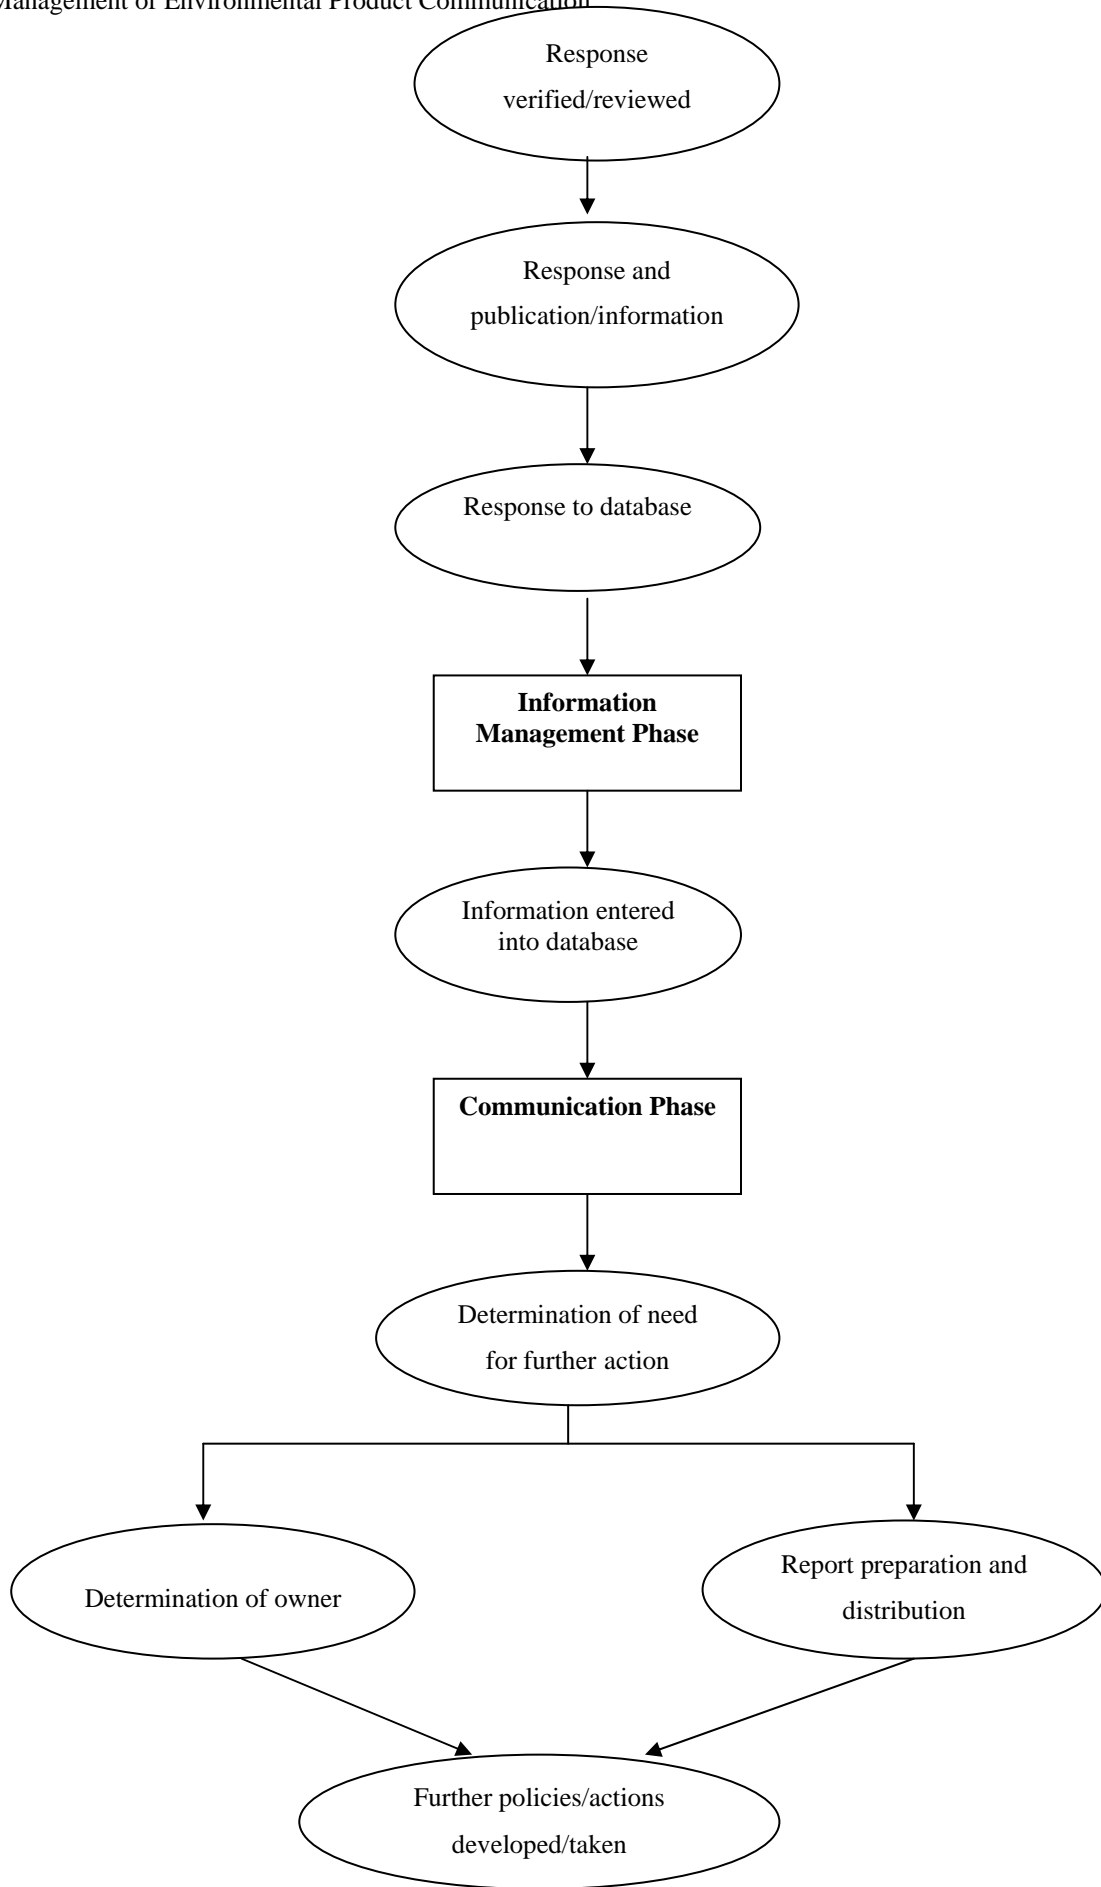 Management of Environmental Product Communication
Response
verified/reviewed
Response and
publication/information
Response to database
Information
Management Phase
Information entered
into database
Communication Phase
Determination of need
for further action
Determination of owner
Report preparation and
distribution
Further policies/actions
developed/taken